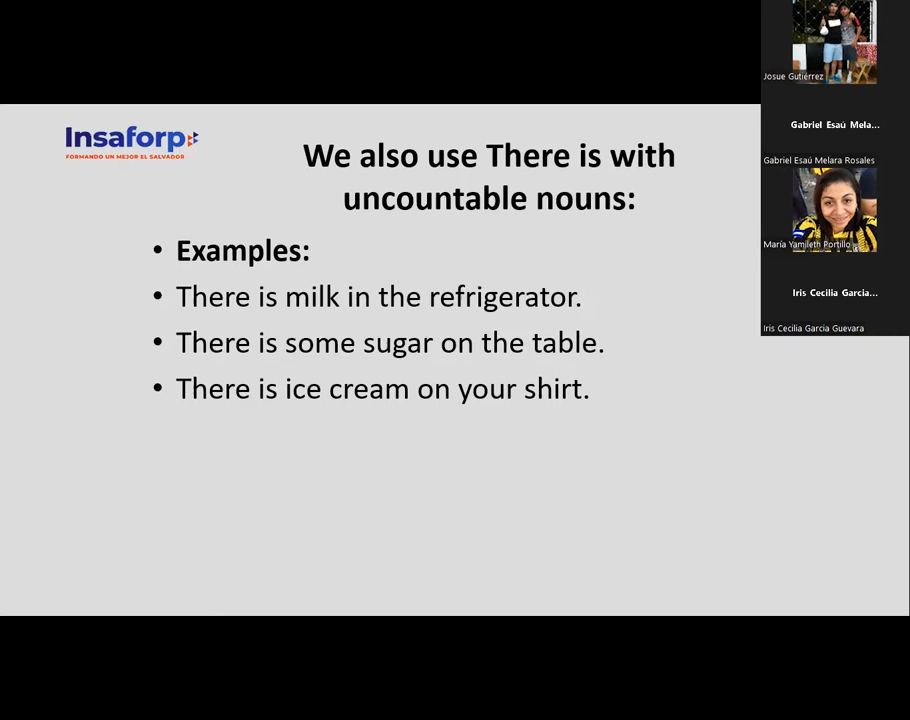 Insaforp
FORMANDO UN MEJOR EL SALVADOR
We also use There is with
uncountable nouns:
• Examples:
• There is milk in the refrigerator.
• There is some sugar on the table.
• There is ice cream on your shirt.
Josue Gutiérrez
Gabriel Esaú Mela...
Gabriel Esaú Melara Rosales
María Yamileth Portillo
Iris Cecilia Garcia...
Iris Cecilia Garcia Guevara